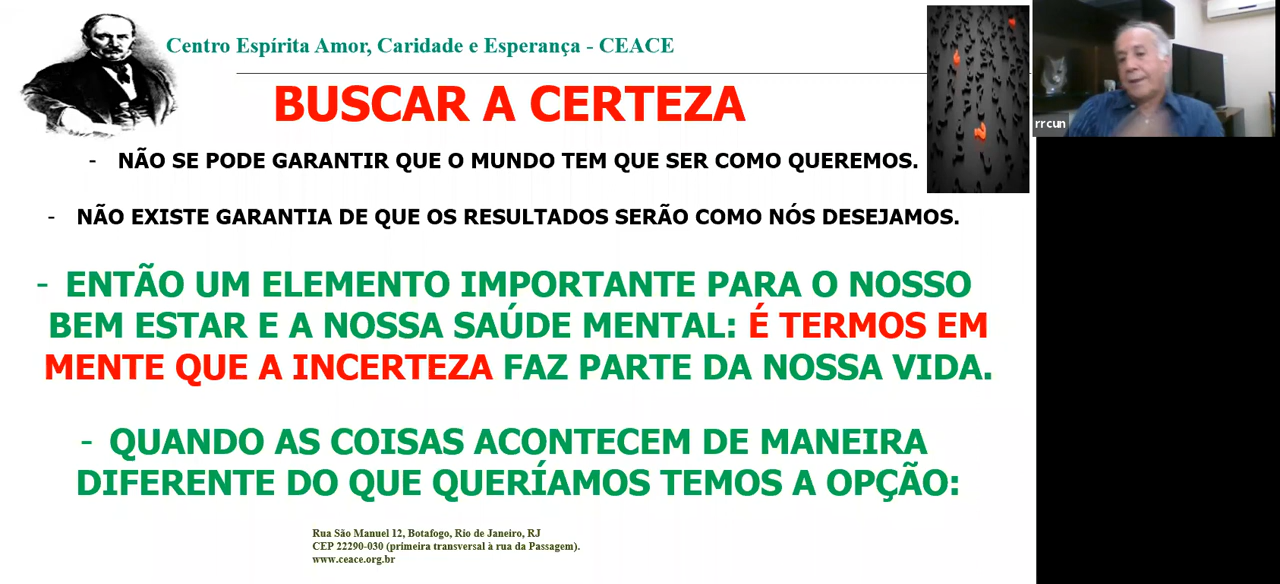 Centro Espírita Amor, Caridade e Esperança - CEACE
BUSCAR A CERTEZA
- NÃO SE PODE GARANTIR QUE O MUNDO TEM QUE SER COMO QUEREMOS.
- NÃO EXISTE GARANTIA DE QUE OS RESULTADOS SERÃO COMO NÓS DESEJAMOS.
- ENTÃO UM ELEMENTO IMPORTANTE PARA O NOSSO
BEM ESTAR E A NOSSA SAÚDE MENTAL: É TERMOS EM
MENTE QUE A INCERTEZA FAZ PARTE DA NOSSA VIDA.
- QUANDO AS COISAS ACONTECEM DE MANEIRA
DIFERENTE DO QUE QUERÍAMOS TEMOS A OPÇÃO:
Rua São Manuel 12, Botafogo, Rio de Janeiro, RJ
CEP 22290-030 (primeira transversal à rua da Passagem).
www.ceace.org.br
rrcun